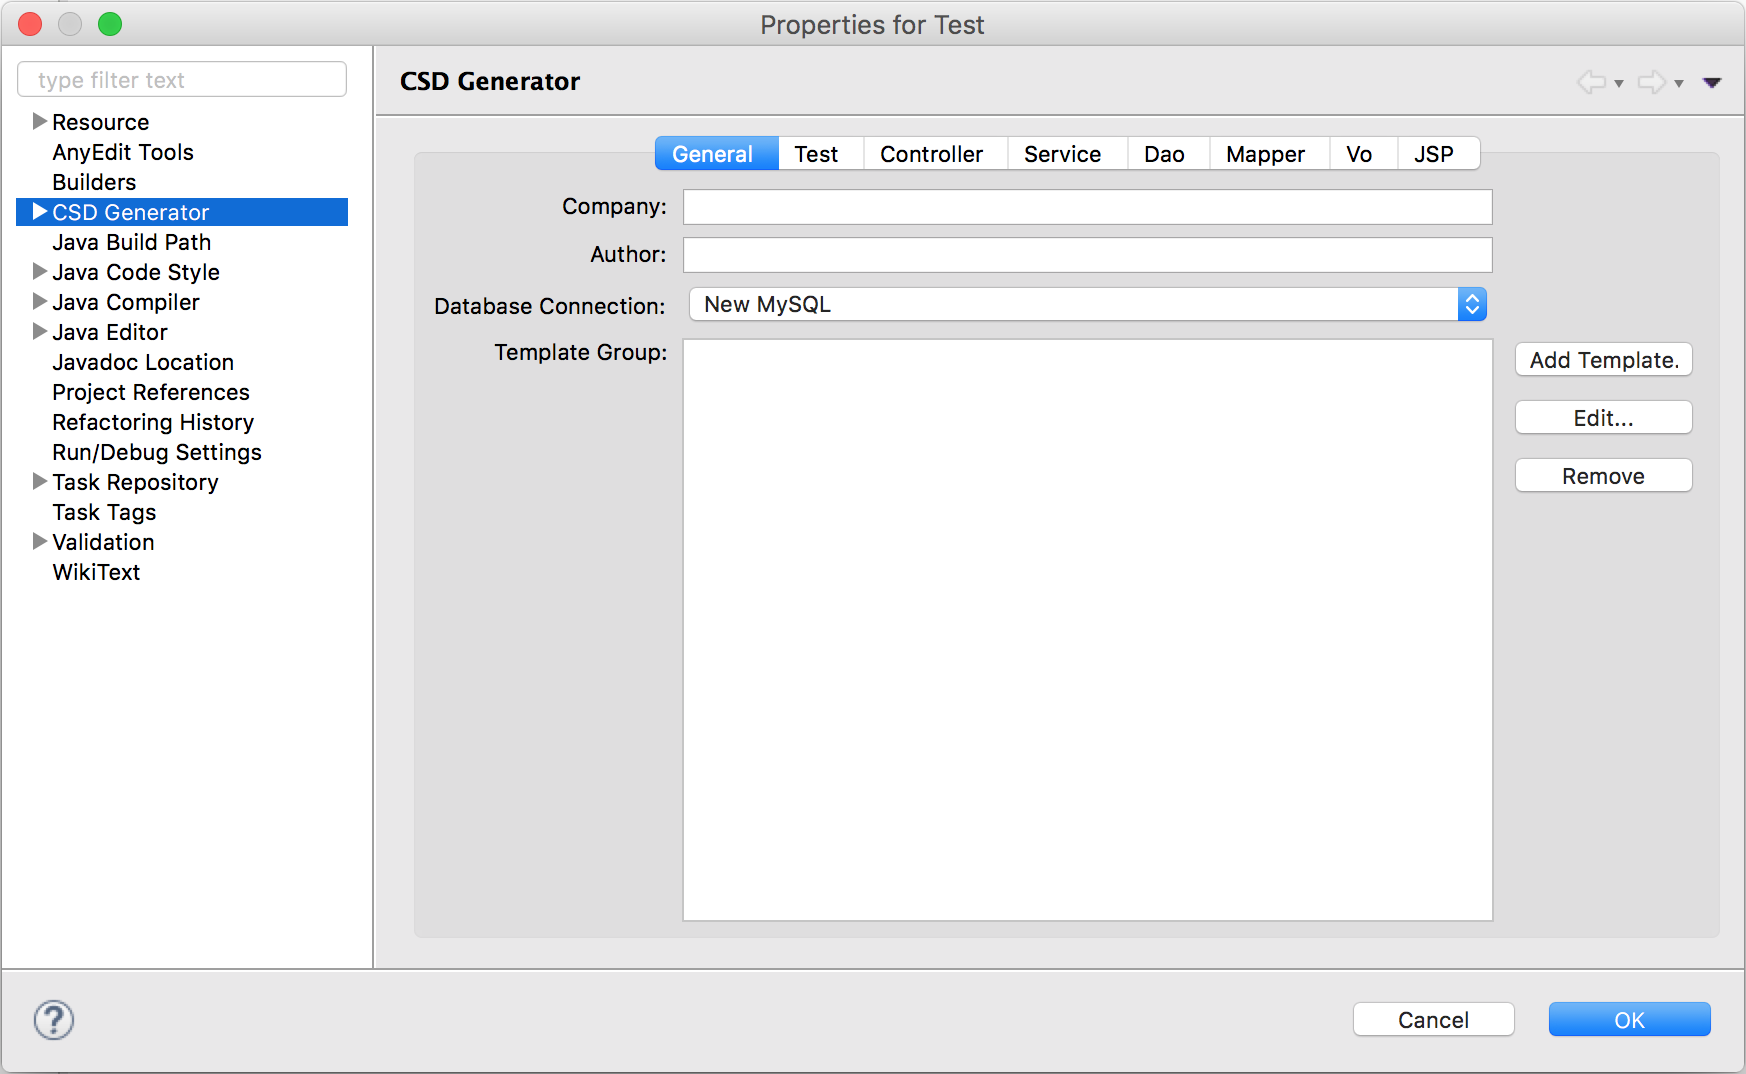 Properties for Test
type filter text
Resource
AnyEdit Tools
Builders
CSD Generator
Java Build Path
Java Code Style
Java Compiler
Java Editor
Javadoc Location
Project References
Refactoring History
Run/Debug Settings
Task Repository
Task Tags
Validation
WikiText
CSD Generator
General Test Controller Service Dao Mapper Vo JSP
Company:
Author:
Database Connection: New MySQL
Template Group:
Add Template.
Edit...
Remove
?
Cancel OK